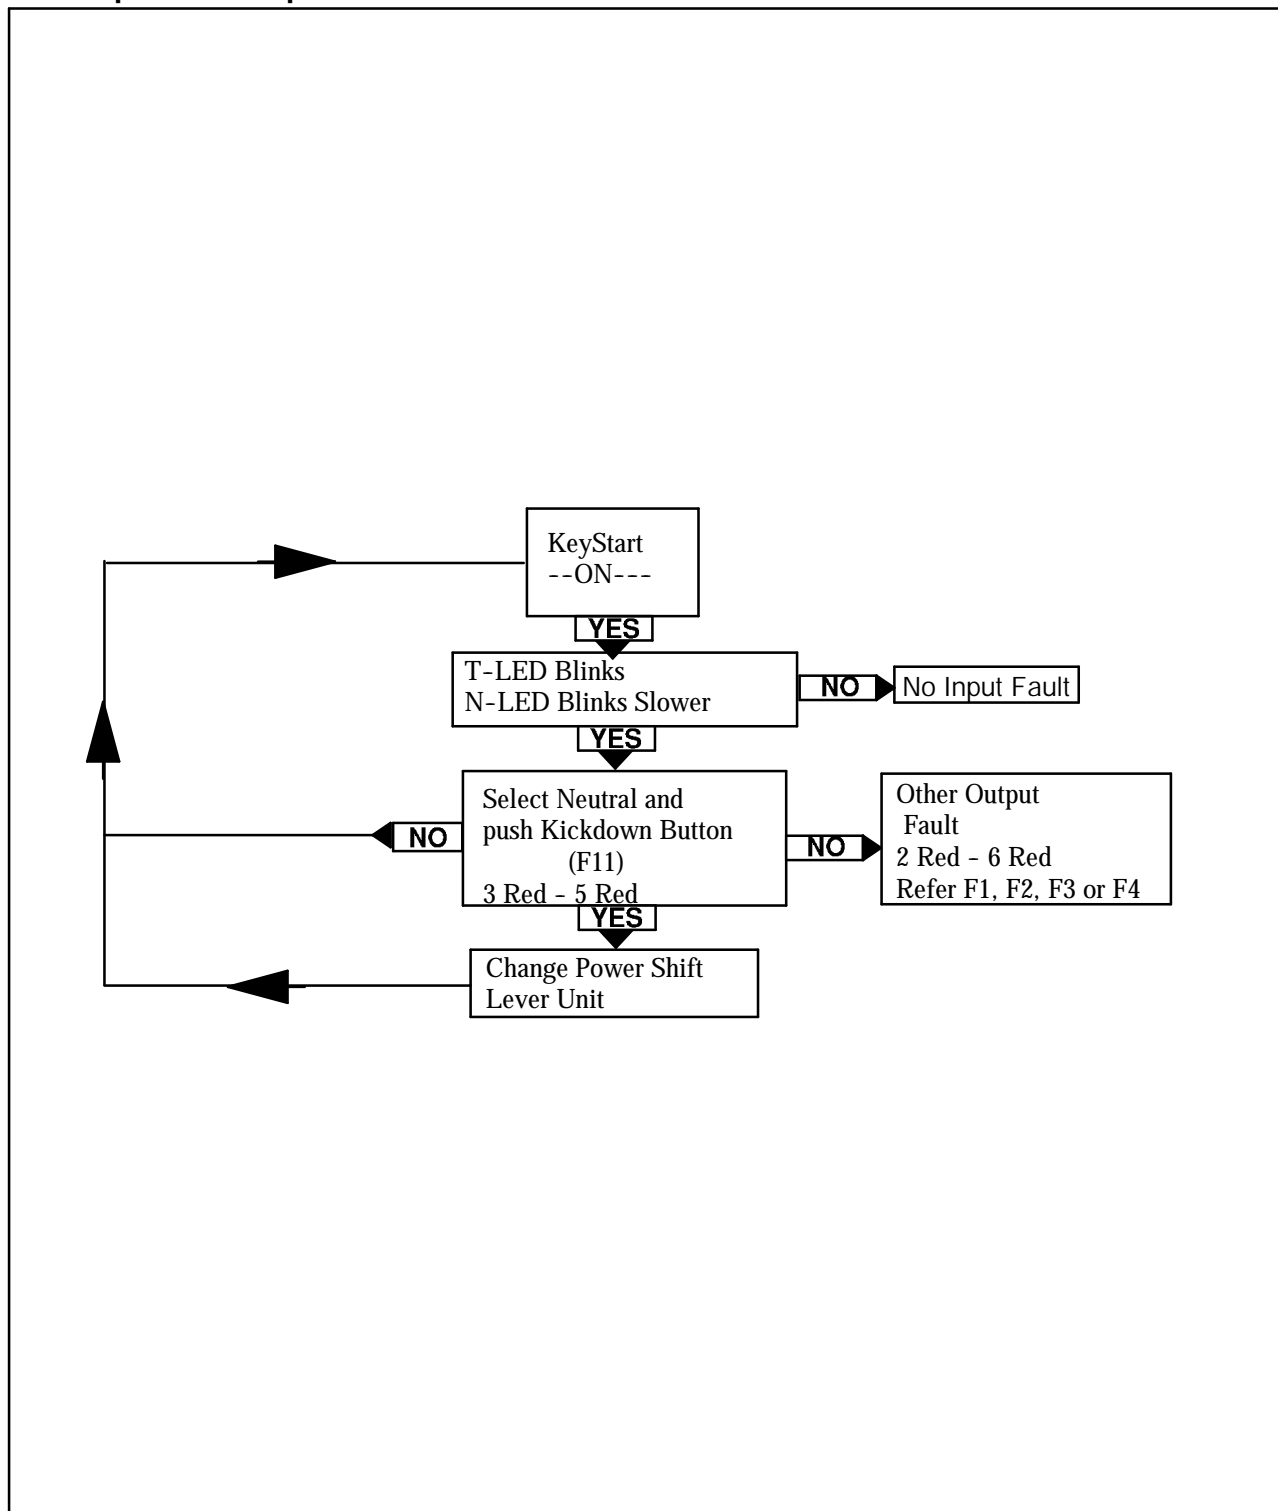 KeyStart
--ON---
YES
T-LED Blinks
N-LED Blinks Slower
NO
No Input Fault
YES
Select Neutral and
push Kickdown Button
(F11)
3 Red - 5 Red
NO
NO
Other Output
Fault
2 Red - 6 Red
Refer F1, F2, F3 or F4
YES
Change Power Shift
Lever Unit